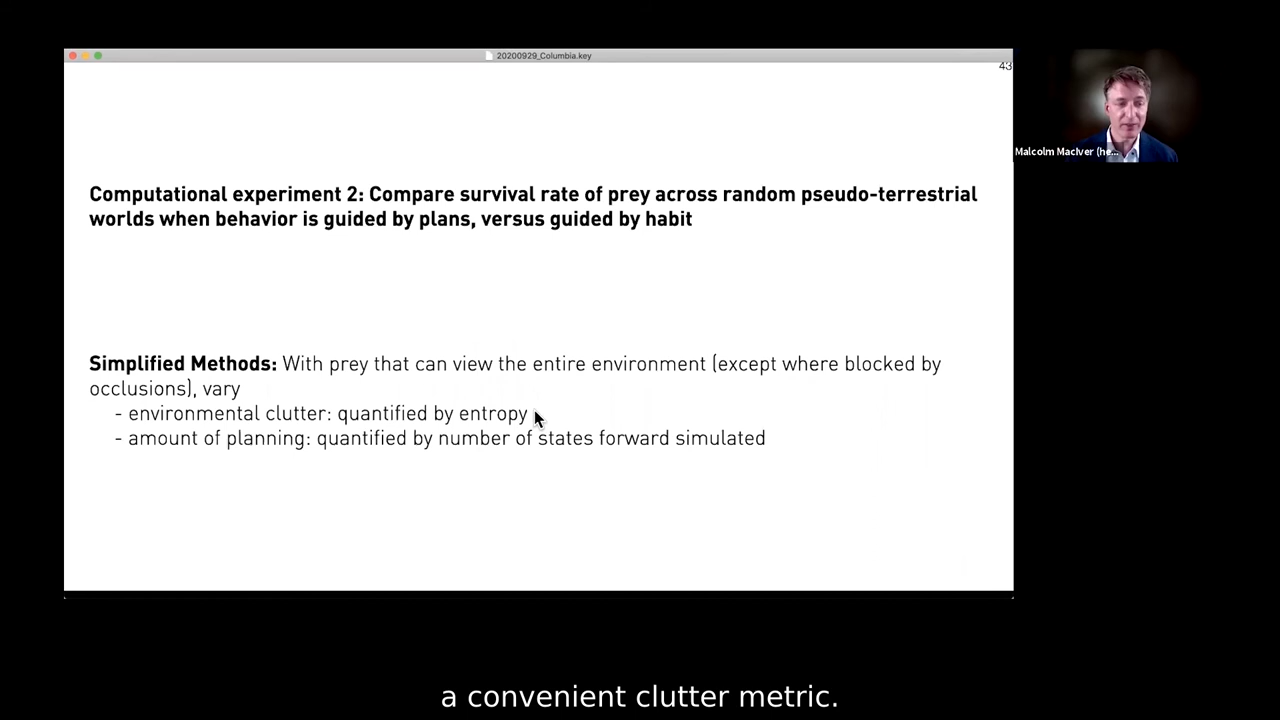 20200929_Columbia.key
43
Computational experiment 2: Compare survival rate of prey across random pseudo-terrestrial
worlds when behavior is guided by plans, versus guided by habit
Malcolm MacIver (he...
Simplified Methods: With prey that can view the entire environment (except where blocked by
occlusions), vary
- environmental clutter: quantified by entropy
- amount of planning: quantified by number of states forward simulated
a convenient clutter metric.